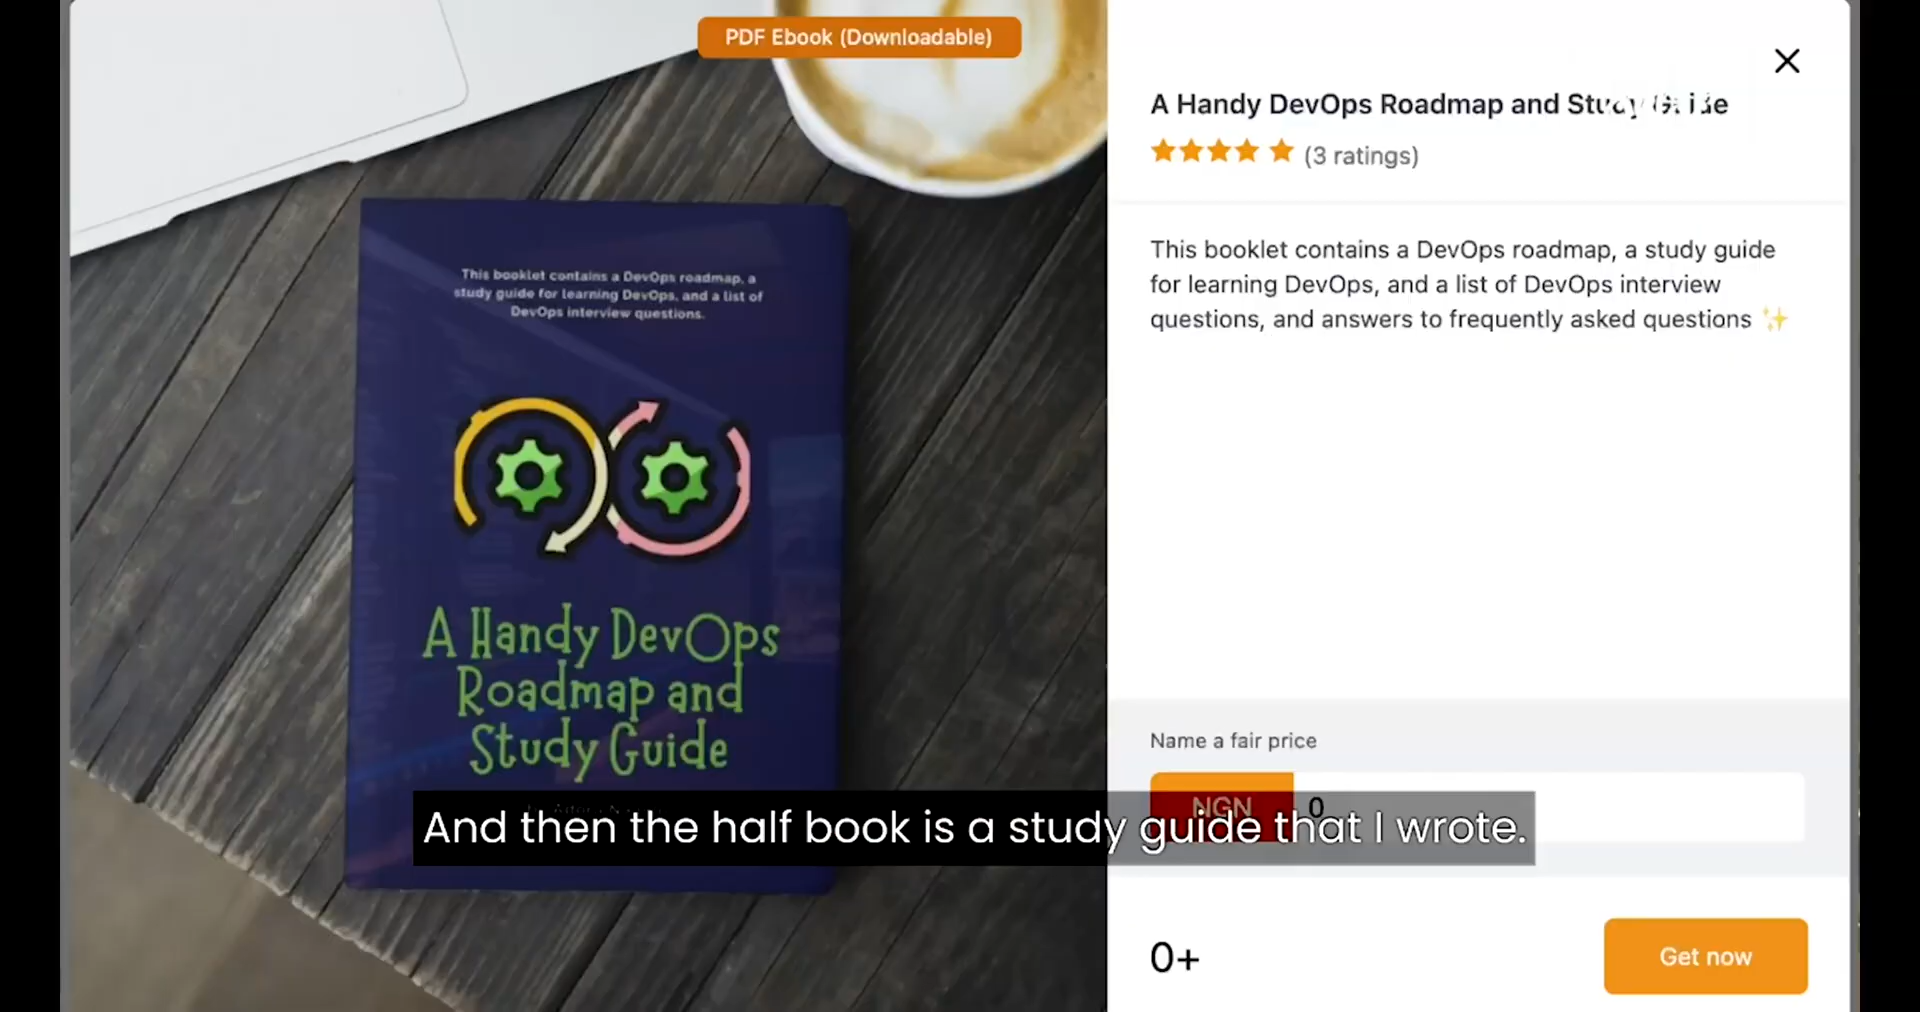 PDF Ebook (Downloadable)
A Handy DevOps Roadmap and Study Guide
(3 ratings)
This booklet contains a DevOps roadmap, a study guide
for learning DevOps, and a list of DevOps interview
questions, and answers to frequently asked questions ✨
This booklet contains a DevOps roadmap, a
study guide for learning DevOps, and a list of
DevOps interview questions.
A Handy DevOps
Roadmap and
Study Guide
Name a fair price
NGN 0
And then the half book is a study guide that I wrote.
0+
Get now